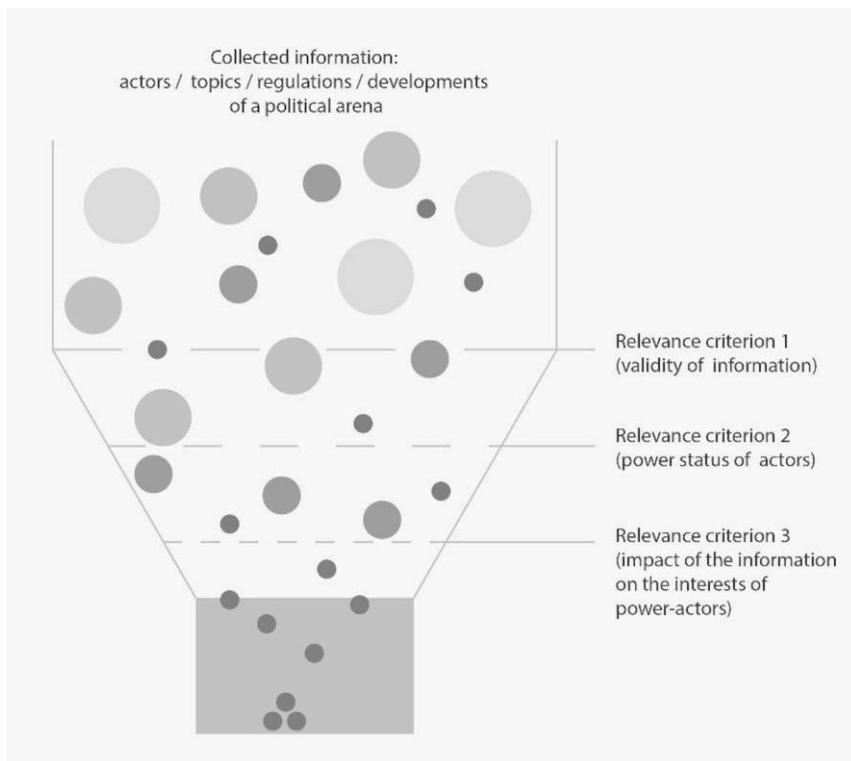 Collected information:
actors / topics / regulations / developments
of a political arena
Relevance criterion 1
(validity of information)
Relevance criterion 2
(power status of actors)
Relevance criterion 3
(impact of the information
on the interests of
power-actors)